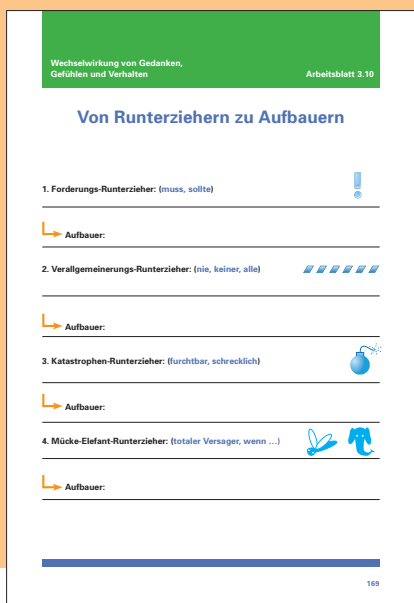 Wechselwirkung von Gedanken,
Gefühlen und Verhalten
Arbeitsblatt 3.10
Von Runterziehern zu Aufbauern
1. Forderungs-Runterzieher: (muss, sollte)
Aufbauer:
2. Verallgemeinerungs-Runterzieher: (nie, keiner, alle)
Aufbauer:
3. Katastrophen-Runterzieher: (furchtbar, schrecklich)
Aufbauer:
4. Mücke-Elefant-Runterzieher: (totaler Versager, wenn ...)
Aufbauer:
169